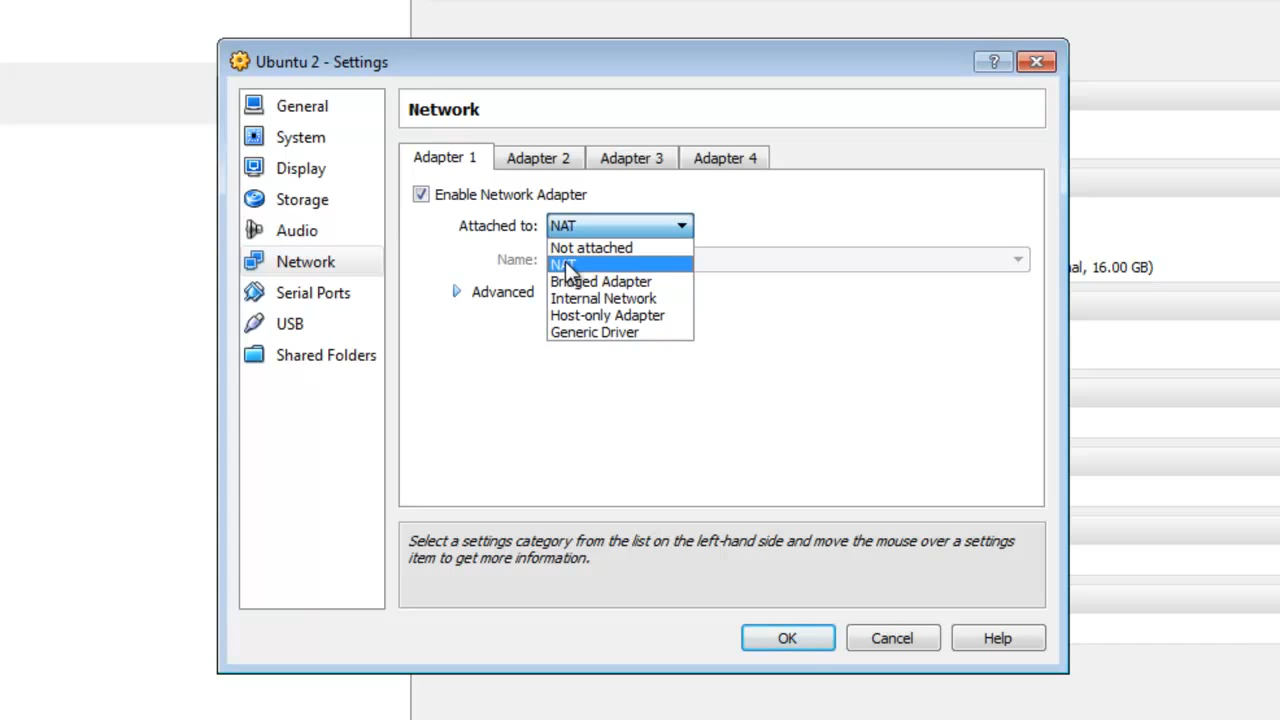 Ubuntu 2 - Settings
?
General
System
Display
Storage
Audio
Network
Serial Ports
USB
Shared Folders
Network
Adapter 1
Adapter 2
Adapter 3
Adapter 4
Enable Network Adapter
Attached to: NAT
Not attached
NAT
Bridged Adapter
Internal Network
Host-only Adapter
Generic Driver
Name:
Advanced
Select a settings category from the list on the left-hand side and move the mouse over a settings
item to get more information.
OK
Cancel
Help
16.00 GB)